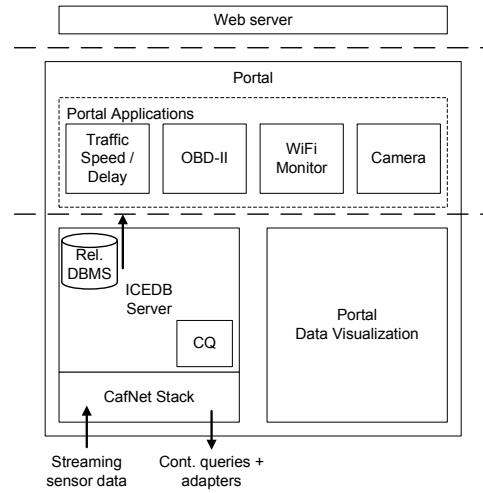 Web server
Portal
Portal Applications
Traffic
Speed /
Delay
OBD-II
WiFi
Monitor
Camera
Rel.
DBMS
ICEDB
Server
CQ
CafNet Stack
Portal
Data Visualization
Streaming
sensor data
Cont. queries +
adapters